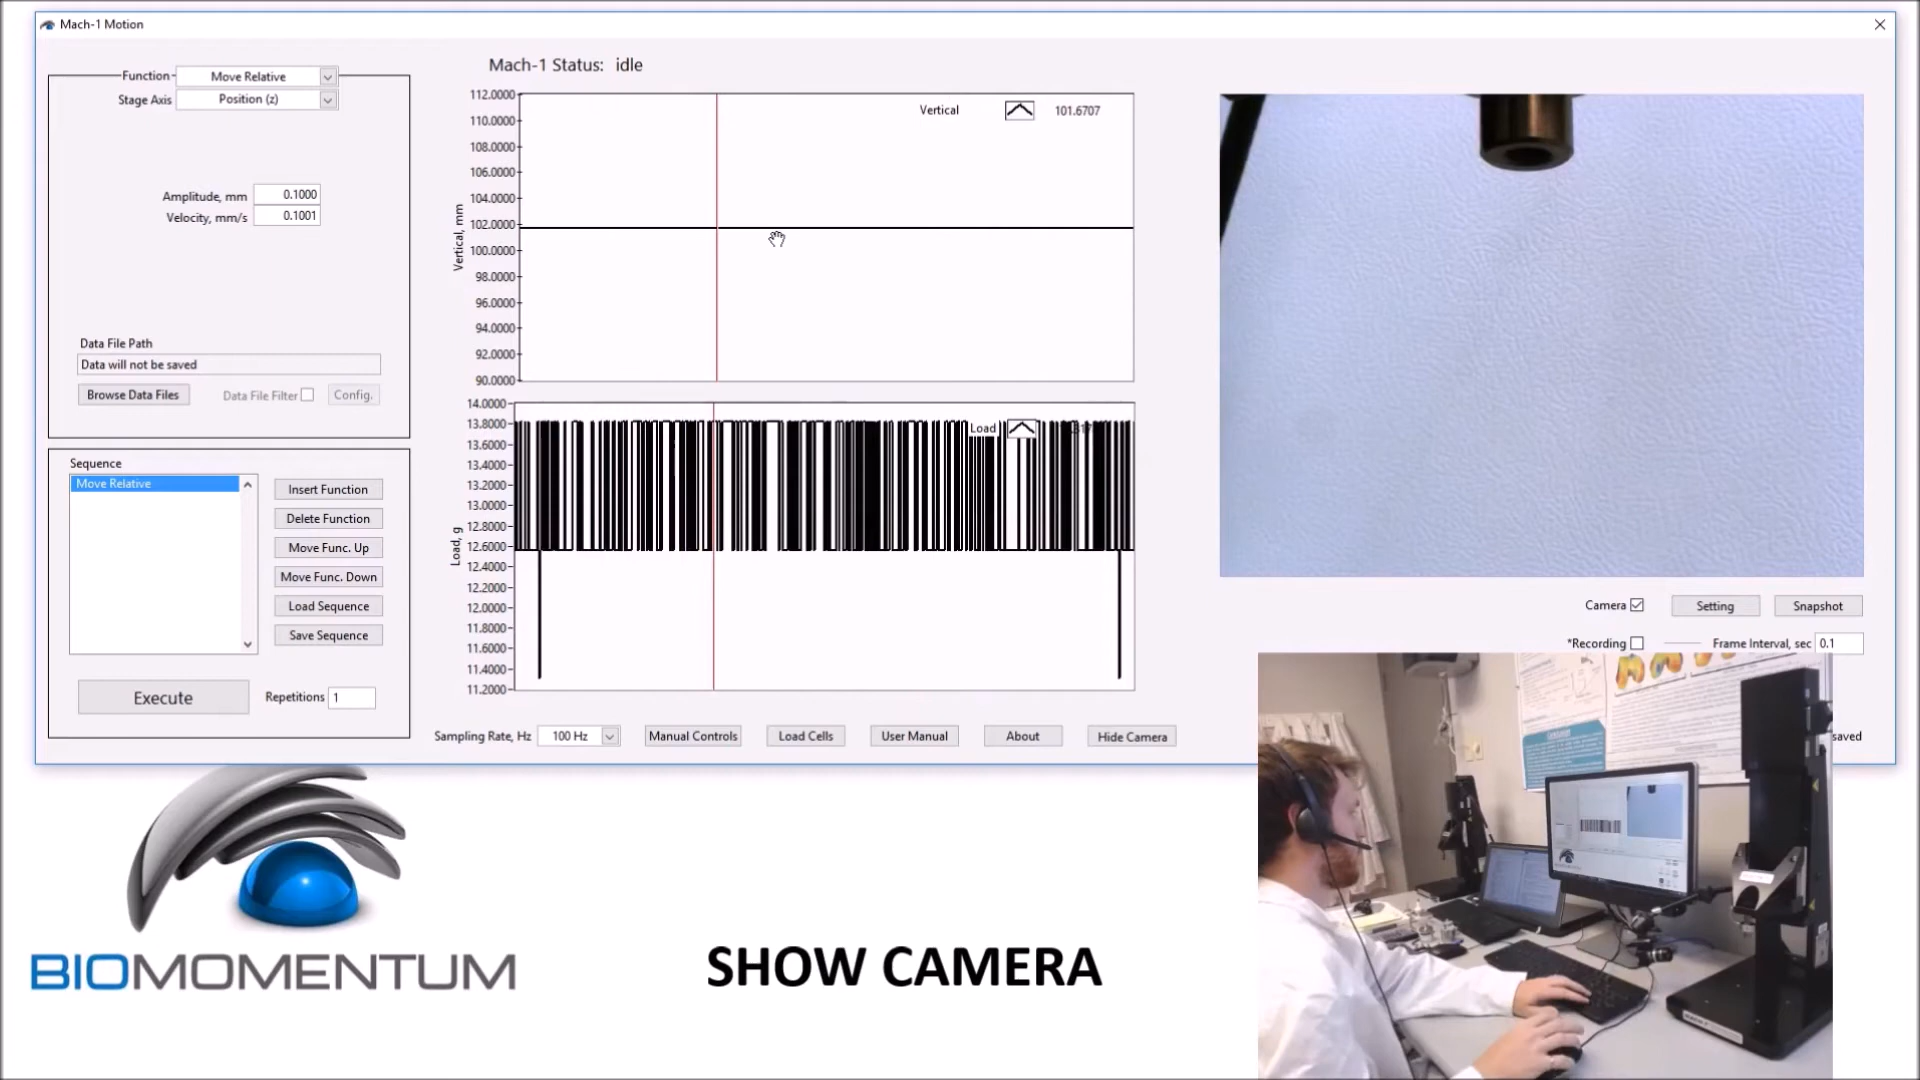 Mach-1 Motion
Function Move Relative
Stage Axis Position (z)
Amplitude, mm 0.1000
Velocity, mm/s 0.1001
Data File Path
Data will not be saved
Browse Data Files Data File Filter Config.
Sequence
Move Relative
Insert Function
Delete Function
Move Func. Up
Move Func. Down
Load Sequence
Save Sequence
Execute Repetitions 1
Mach-1 Status: idle
112.0000
110.0000
108.0000
106.0000
104.0000
102.0000
100.0000
98.0000
96.0000
94.0000
92.0000
90.0000
Vertical, mm
Vertical 101.6707
14.0000
13.8000
13.6000
13.4000
13.2000
13.0000
12.8000
12.6000
12.4000
12.2000
12.0000
11.8000
11.6000
11.4000
11.2000
Load, g
Load
Sampling Rate, Hz 100 Hz Manual Controls Load Cells User Manual About Hide Camera
Camera Setting Snapshot
*Recording Frame Interval, sec 0.1
saved
BIOMOMENTUM
SHOW CAMERA